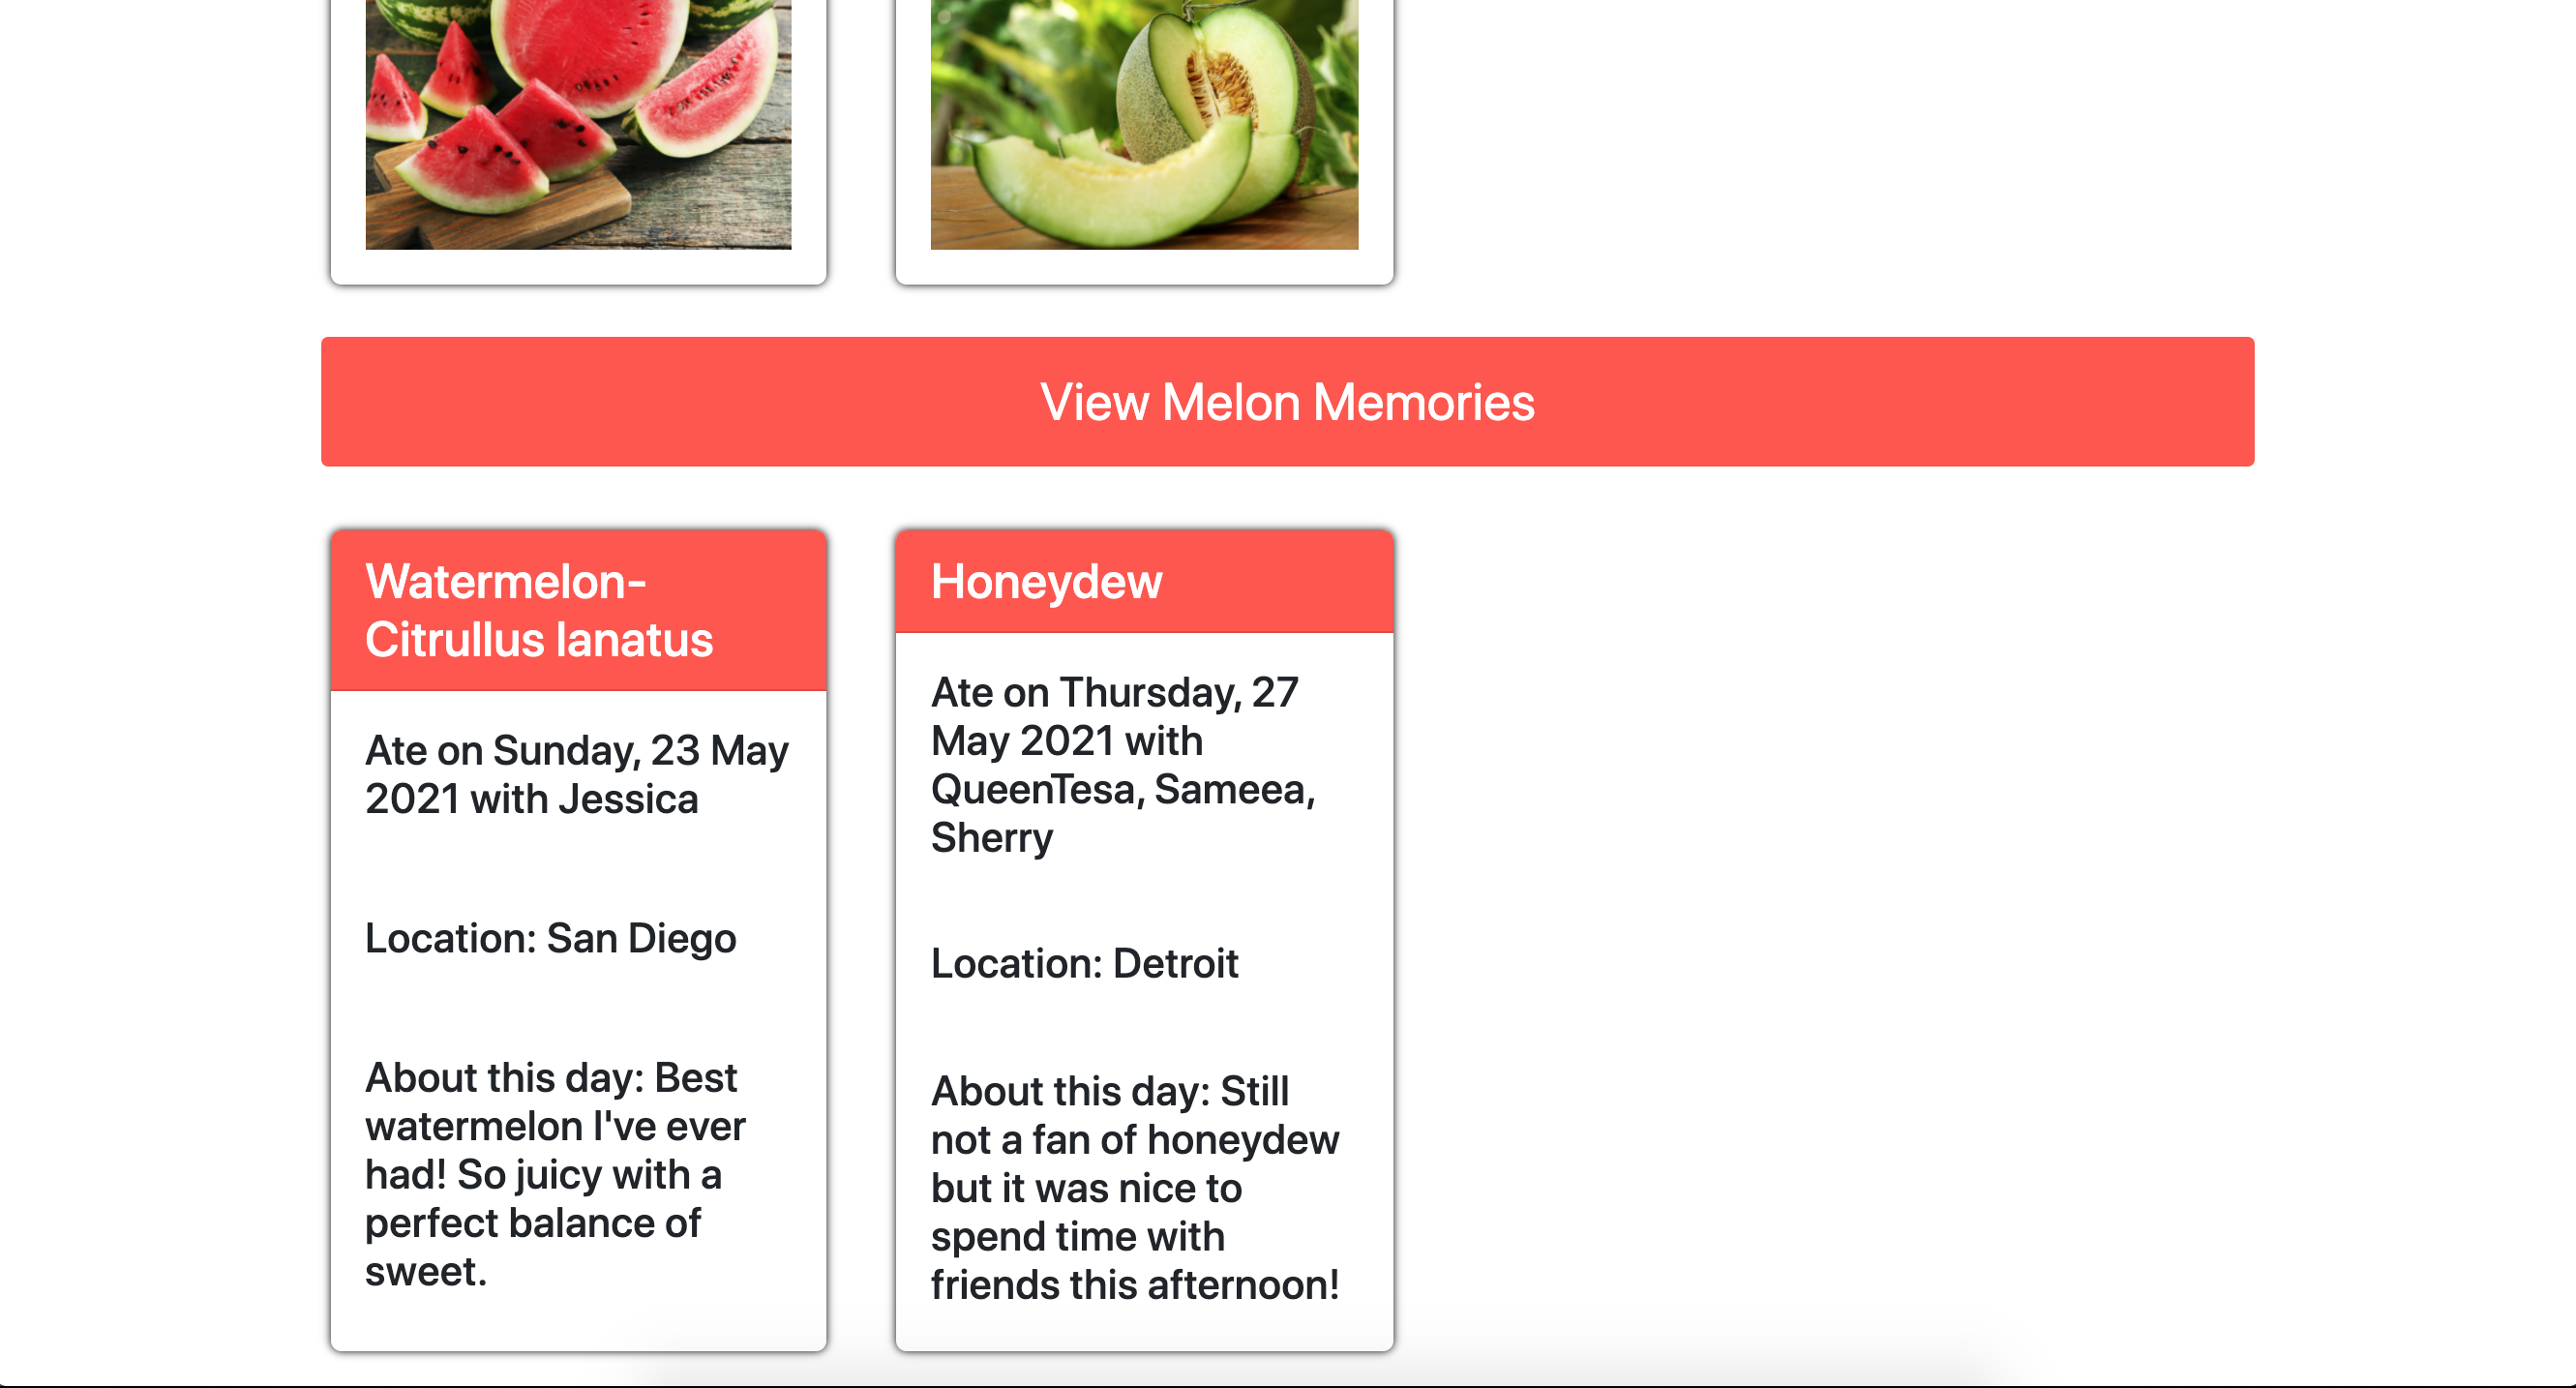 View Melon Memories
Watermelon-
Citrullus lanatus
Ate on Sunday, 23 May
2021 with Jessica
Location: San Diego
About this day: Best
watermelon I've ever
had! So juicy with a
perfect balance of
sweet.
Honeydew
Ate on Thursday, 27
May 2021 with
QueenTesa, Sameea,
Sherry
Location: Detroit
About this day: Still
not a fan of honeydew
but it was nice to
spend time with
friends this afternoon!